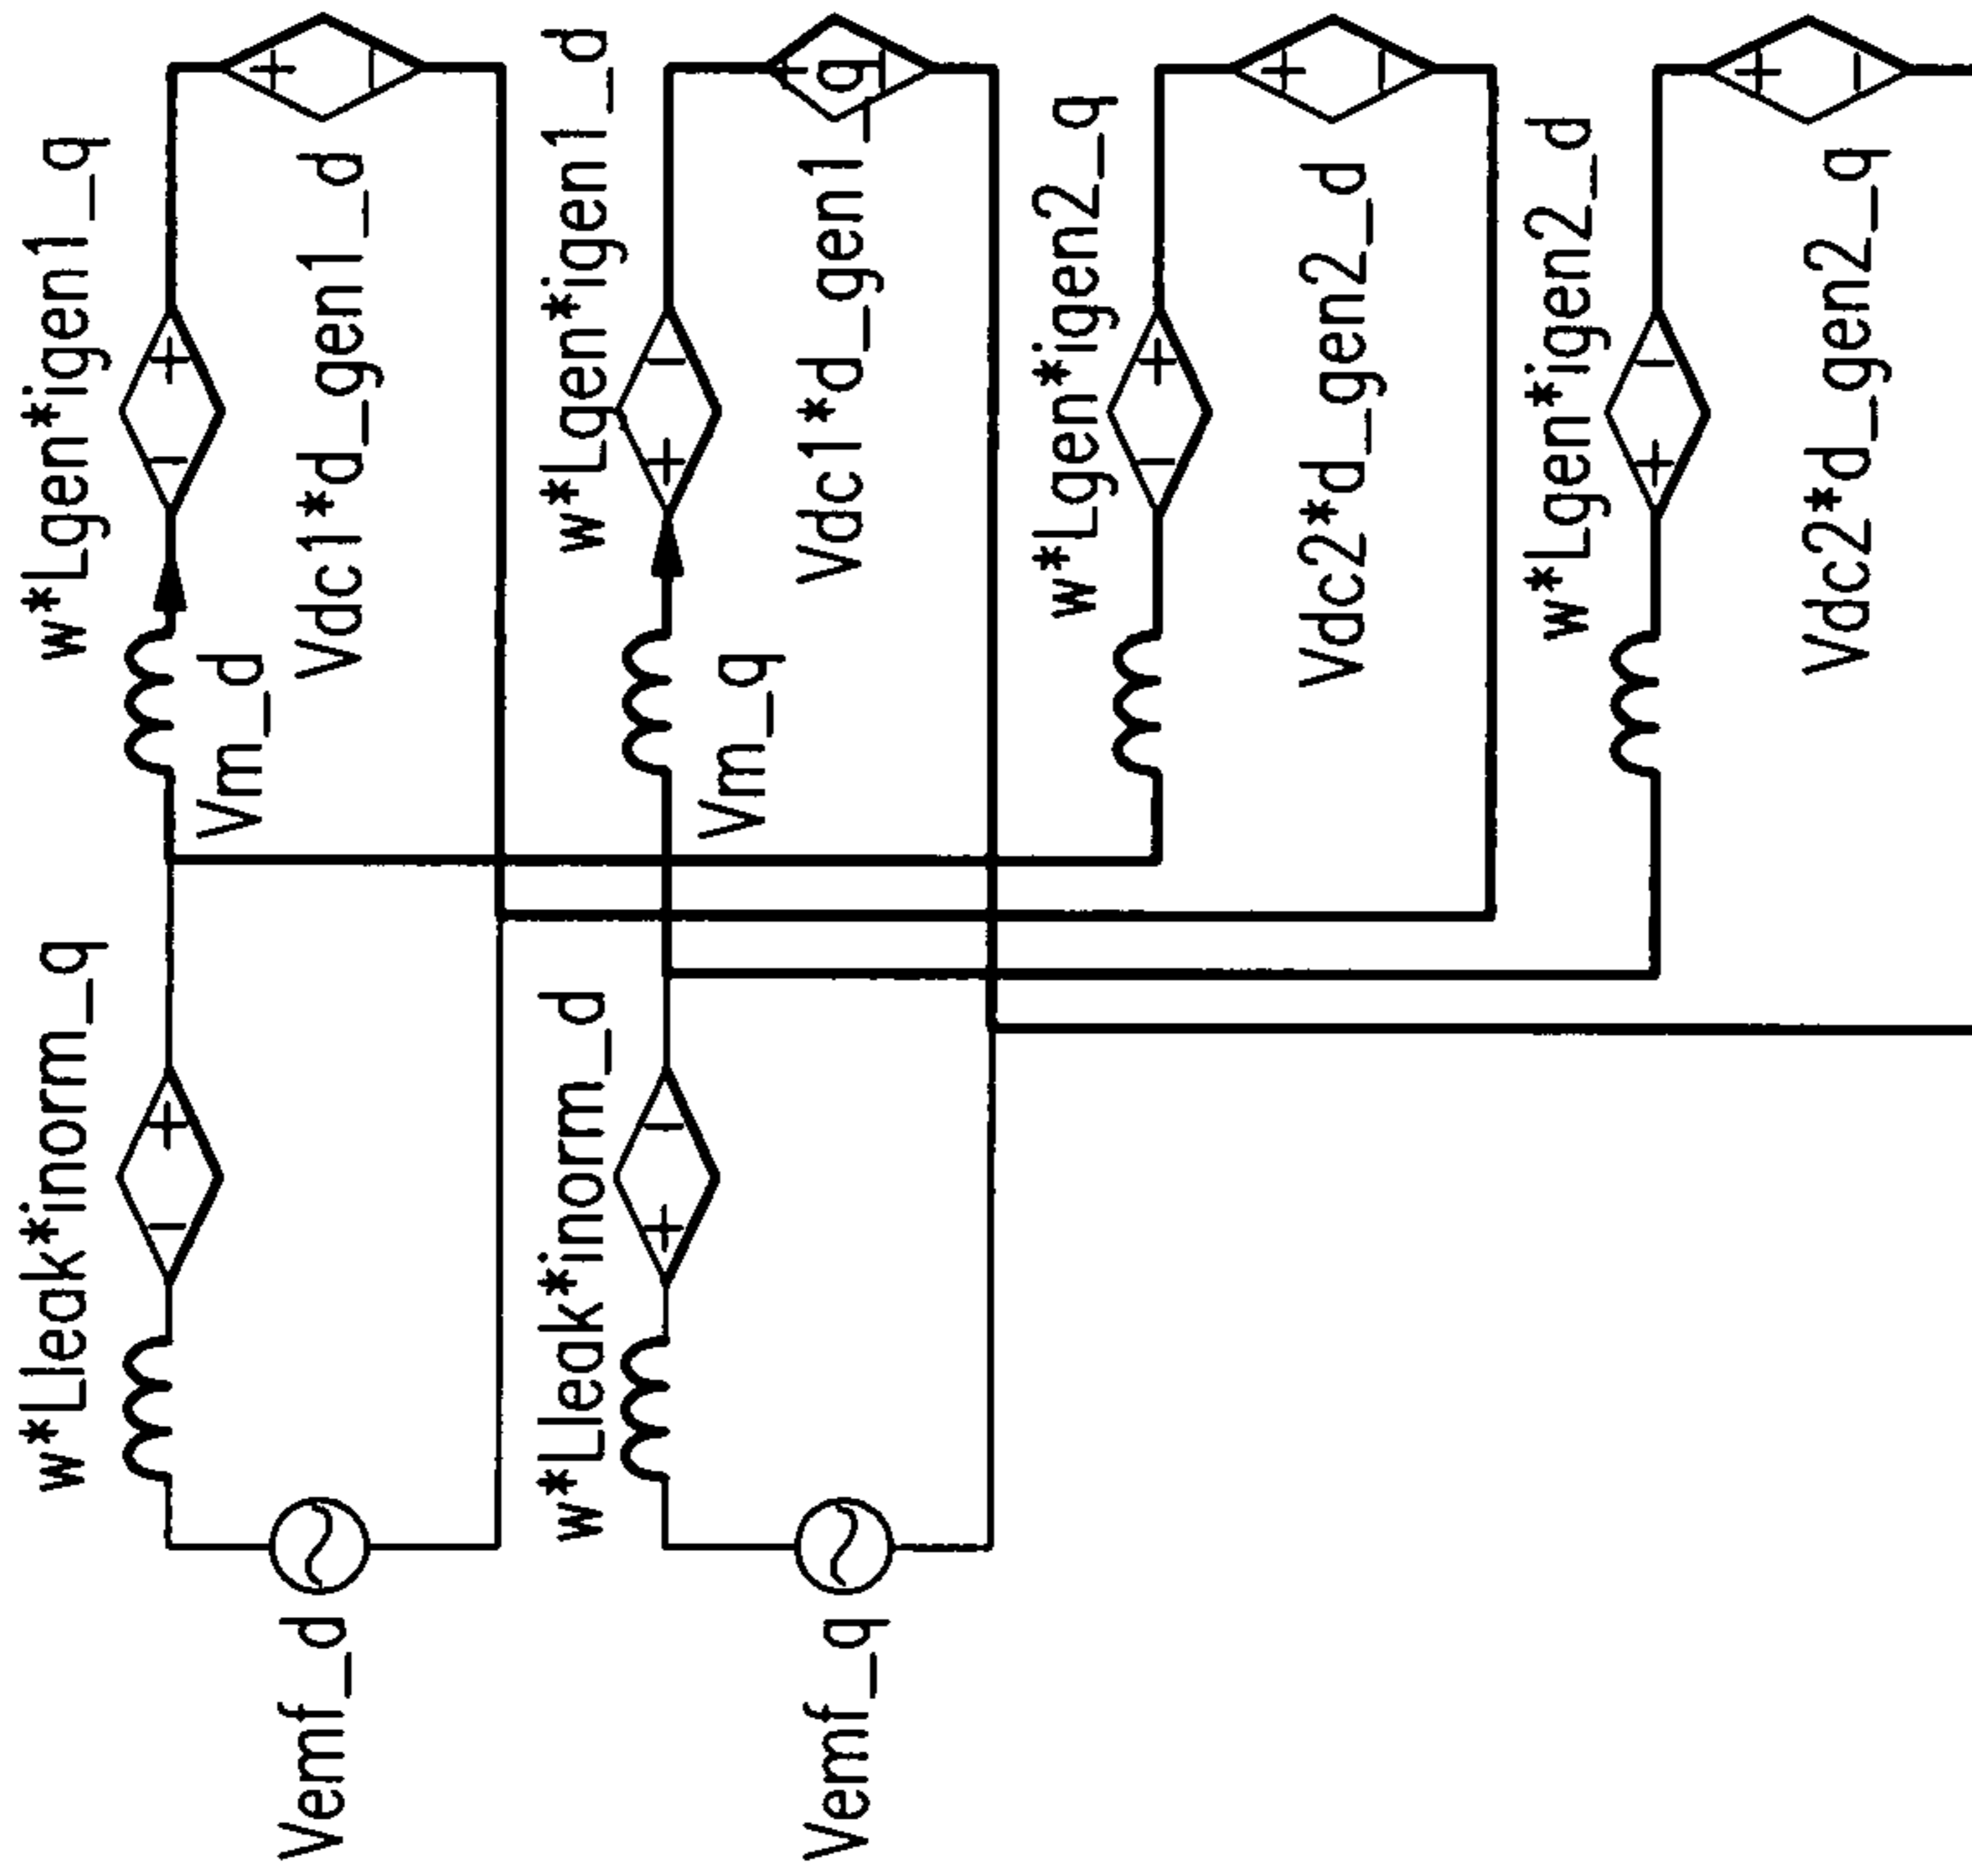 w*Lleak*inorm_q
w*Lgen*igen1_q
Vm_d
Vemf_d
Vdc1*d_gen1_d
w*Lleak*inorm_d
w*Lgen*igen1_d
Vm_q
Vemf_q
Vdc1*d_gen1_q
w*Lgen*igen2_q
Vdc2*d_gen2_d
w*Lgen*igen2_d
Vdc2*d_gen2_q